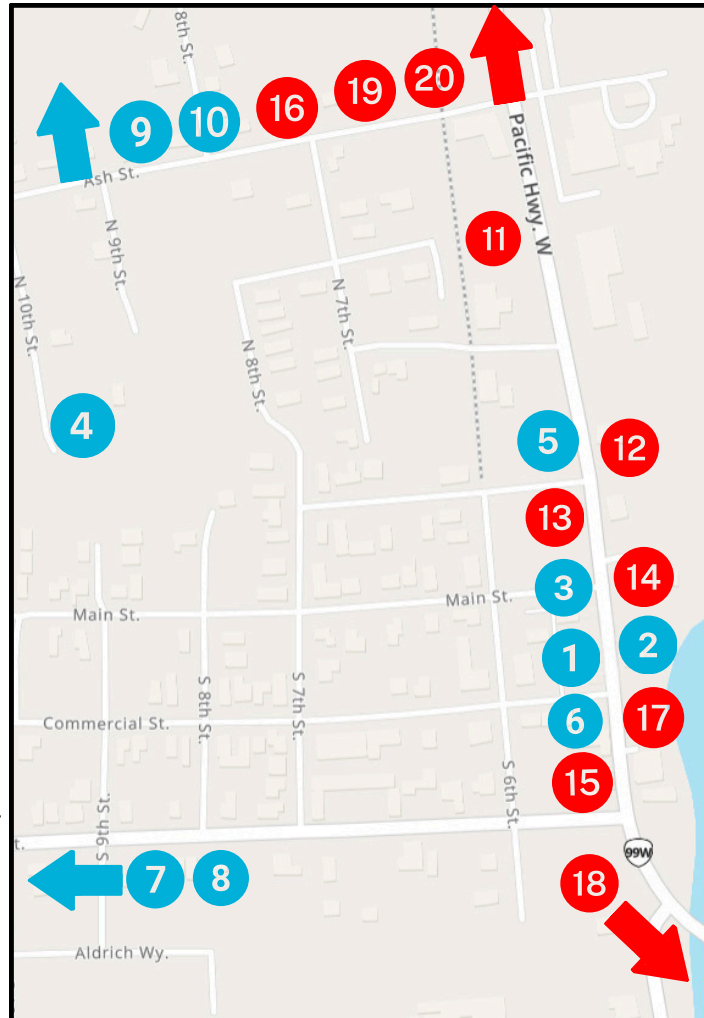 8th St.
9
10
16
19
20
Ash St.
Pacific Hwy. W
N 9th St.
11
N 10th St.
N 7th St.
N 8th St.
4
5
12
13
14
3
Main St.
Main St.
1
2
6
17
Commercial St.
S 8th St.
S 7th St.
S 6th St.
15
S 9th St.
t.
99W
7
8
18
Aldrich Wy.